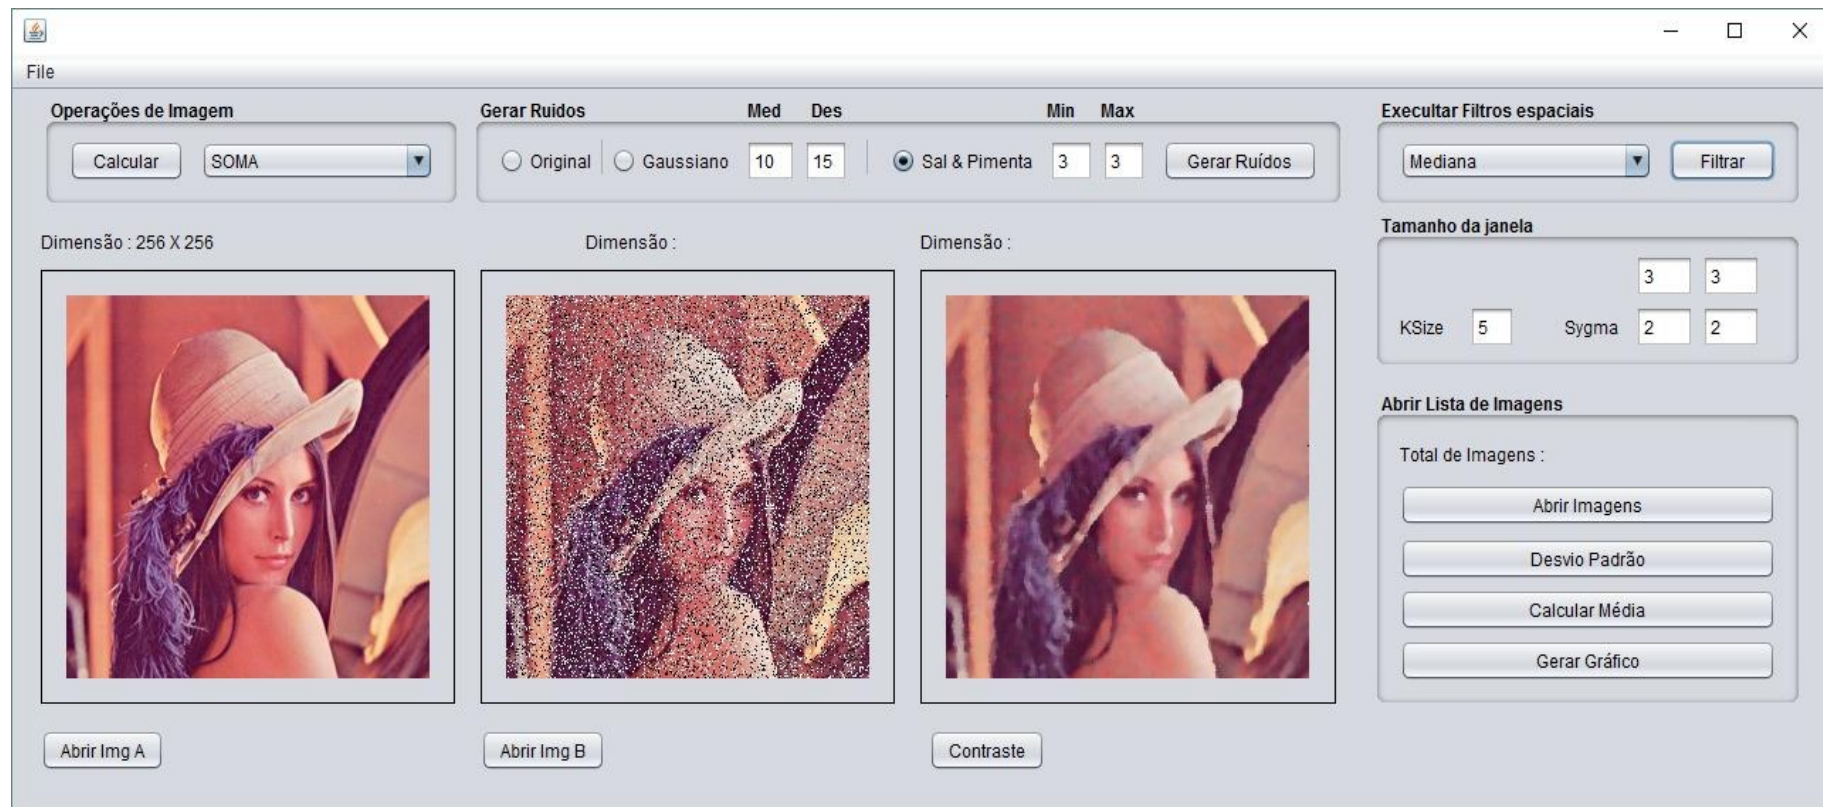 File
Operações de Imagem
Calcular SOMA
Gerar Ruidos Med Des Min Max
Original Gaussiano 10 15 Sal & Pimenta 3 3 Gerar Ruídos
Execultar Filtros espaciais
Mediana Filtrar
Dimensão : 256 X 256
Dimensão :
Dimensão :
Tamanho da janela
3 3
KSize 5 Sygma 2 2
Abrir Lista de Imagens
Total de Imagens :
Abrir Imagens
Desvio Padrão
Calcular Média
Gerar Gráfico
Abrir Img A
Abrir Img B
Contraste